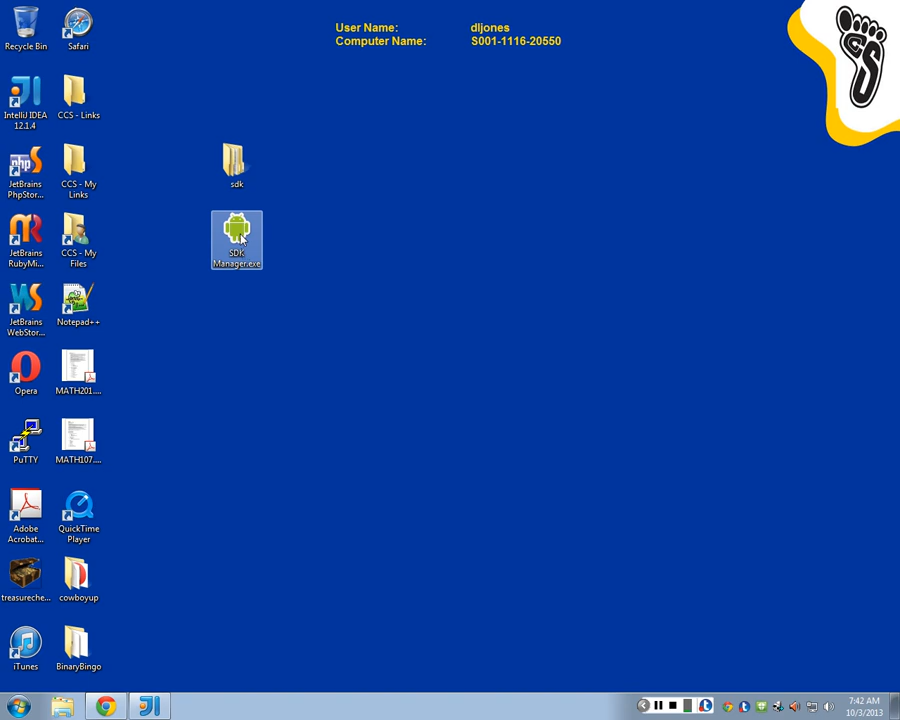 User Name: dljones
Computer Name: S001-1116-20550
CS
Recycle Bin
Safari
IntelliJ IDEA
12.1.4
CCS - Links
sdk
JetBrains
PhpStor...
CCS - My
Links
SDK
Manager.exe
JetBrains
RubyMi...
CCS - My
Files
JetBrains
WebStor...
Notepad++
Opera
MATH201....
PuTTY
MATH107....
Adobe
Acrobat...
QuickTime
Player
treasureche...
cowboyup
iTunes
BinaryBingo
7:42 AM
10/3/2013